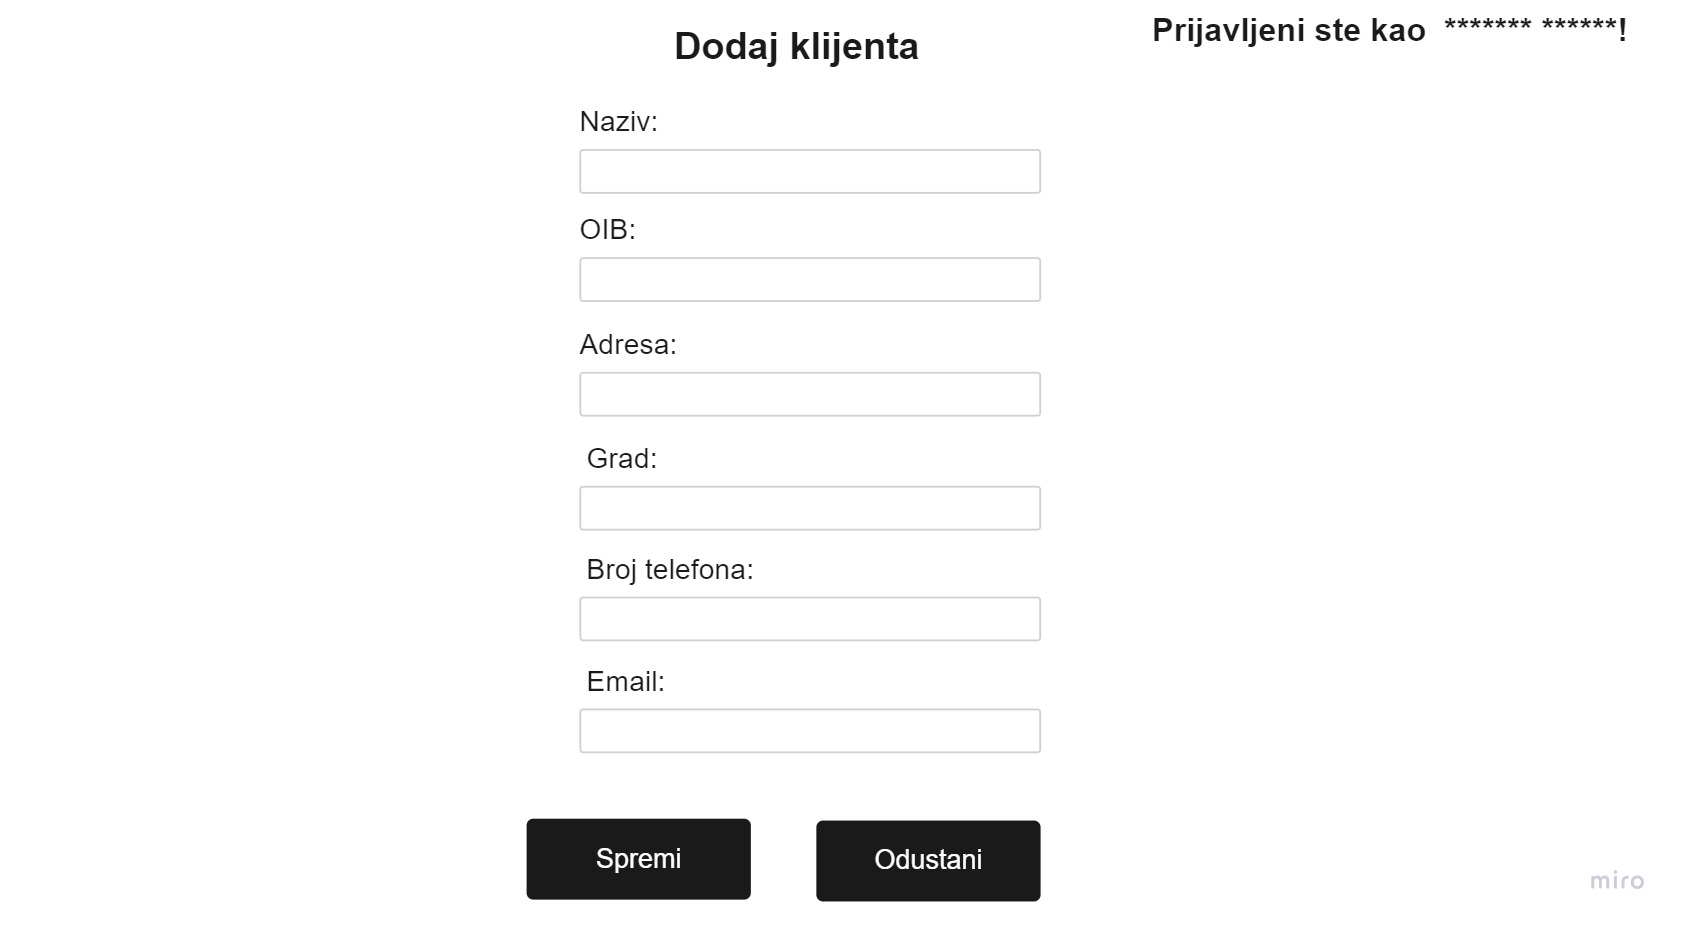 Dodaj klijenta
Prijavljeni ste kao ******* ******!
Naziv:
OIB:
Adresa:
Grad:
Broj telefona:
Email:
Spremi
Odustani
miro